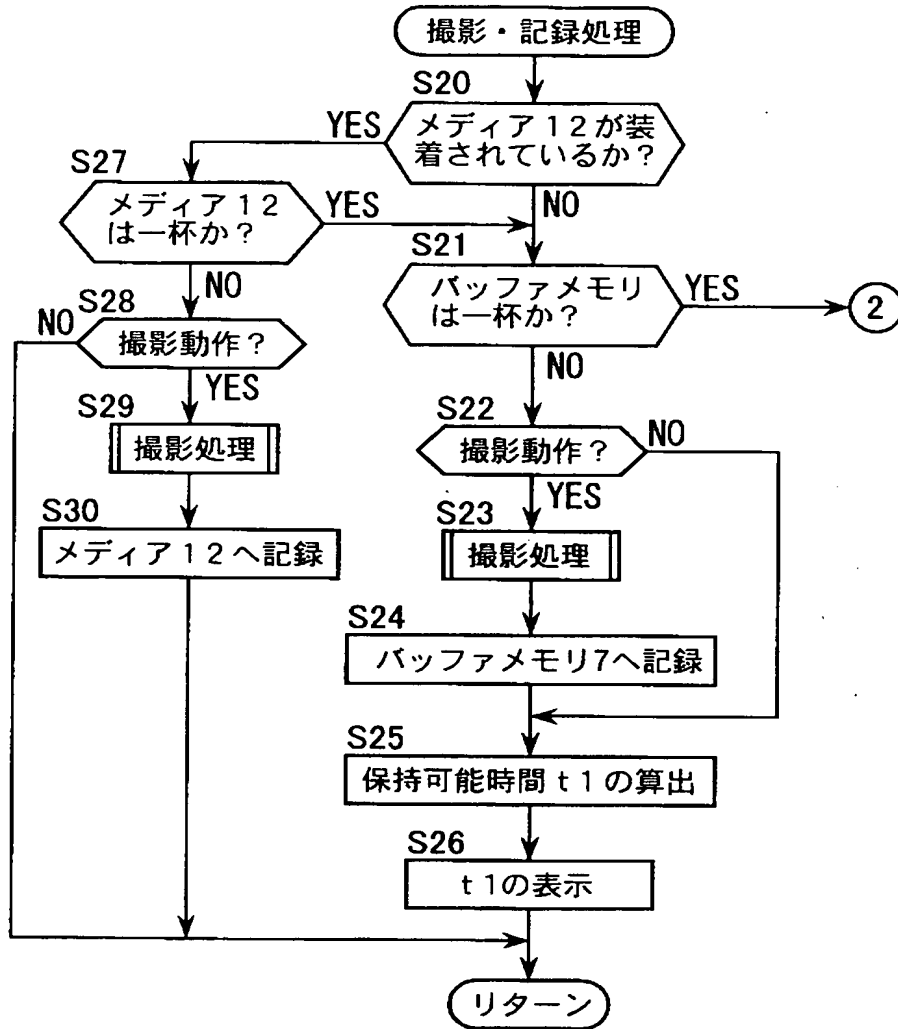 撮影・記録処理
S20
メディア12が装
着されているか?
YES
NO
S27
メディア12
は一杯か?
YES
NO
S21
バッファメモリ
は一杯か?
YES
2
NO
S28
撮影動作?
NO
YES
S22
撮影動作?
NO
YES
S29
撮影処理
S23
撮影処理
S30
メディア12へ記録
S24
バッファメモリ7へ記録
S25
保持可能時間t1の算出
S26
t1の表示
リターン